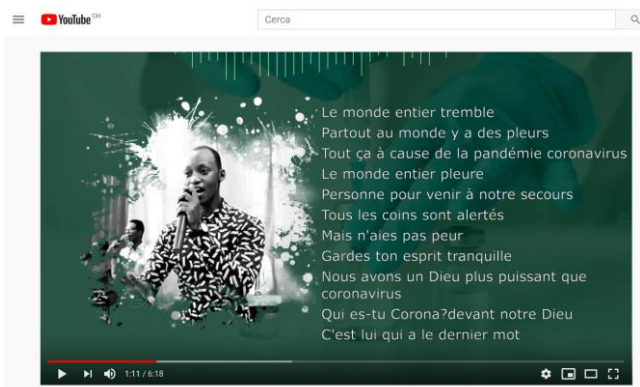 YouTube CH
Cerca
Le monde entier tremble
Partout au monde y a des pleurs
Tout ça à cause de la pandémie coronavirus
Le monde entier pleure
Personne pour venir à notre secours
Tous les coins sont alertés
Mais n'aies pas peur
Gardes ton esprit tranquille
Nous avons un Dieu plus puissant que
coronavirus
Qui es-tu Corona?devant notre Dieu
C'est lui qui a le dernier mot
1:11 / 6:18